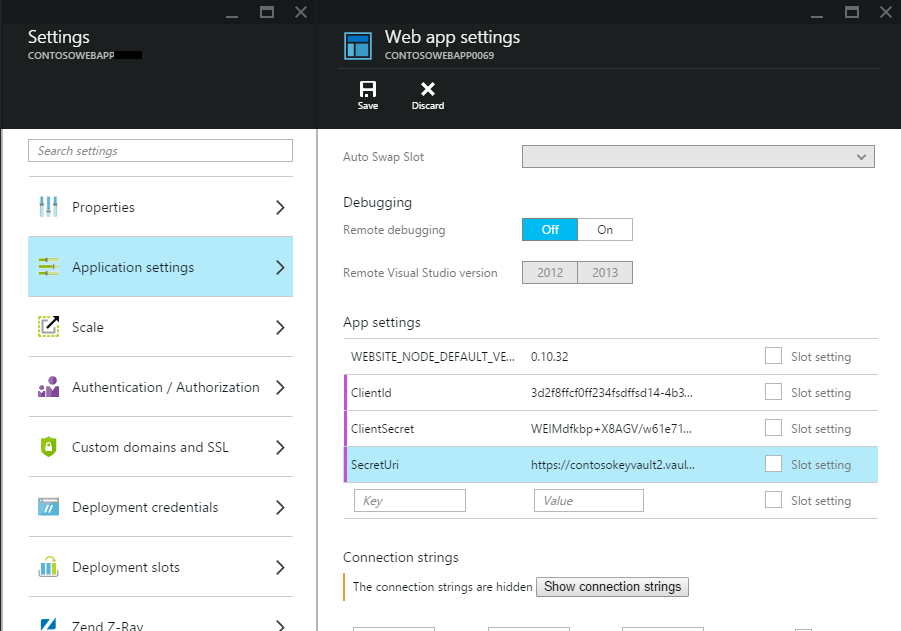 Settings
CONTOSOWEBAPP
Search settings
Properties
Application settings
Scale
Authentication / Authorization
Custom domains and SSL
Deployment credentials
Deployment slots
Zend Z-Ray
Web app settings
CONTOSOWEBAPP0069
Save Discard
Auto Swap Slot
Debugging
Remote debugging Off On
Remote Visual Studio version 2012 2013
App settings
WEBSITE_NODE_DEFAULT_VE... 0.10.32 Slot setting
ClientId 3d2f8ffcf0ff234fsdffsd14-4b3... Slot setting
ClientSecret WEIMdfkbp+X8AGV/w61e71... Slot setting
SecretUri https://contosokeyvault2.vaul... Slot setting
Key Value Slot setting
Connection strings
The connection strings are hidden Show connection strings